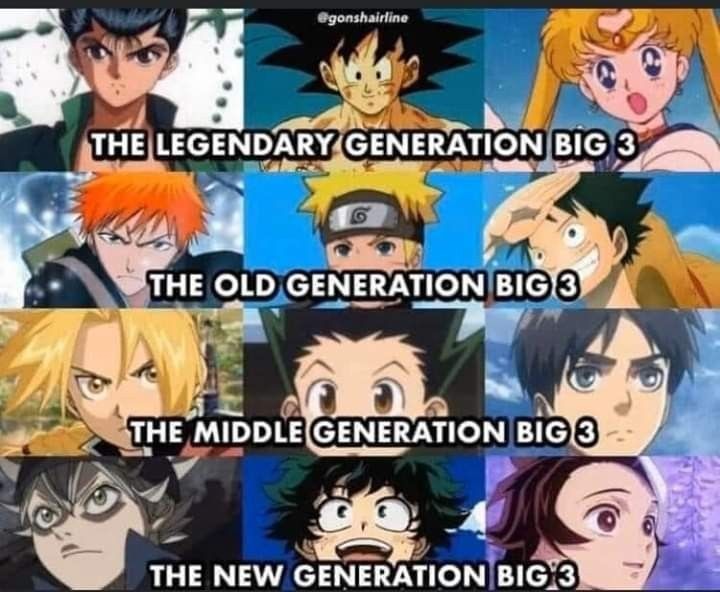 @gonshairline
THE LEGENDARY GENERATION BIG 3
THE OLD GENERATION BIG 3
THE MIDDLE GENERATION BIG 3
THE NEW GENERATION BIG 3